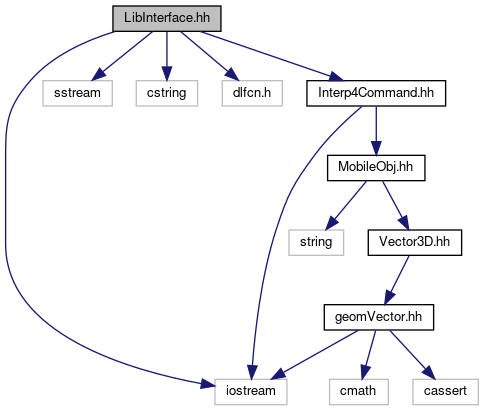 LibInterface.hh
sstream
cstring
dlfcn.h
Interp4Command.hh
MobileObj.hh
string
Vector3D.hh
geomVector.hh
iostream
cmath
cassert